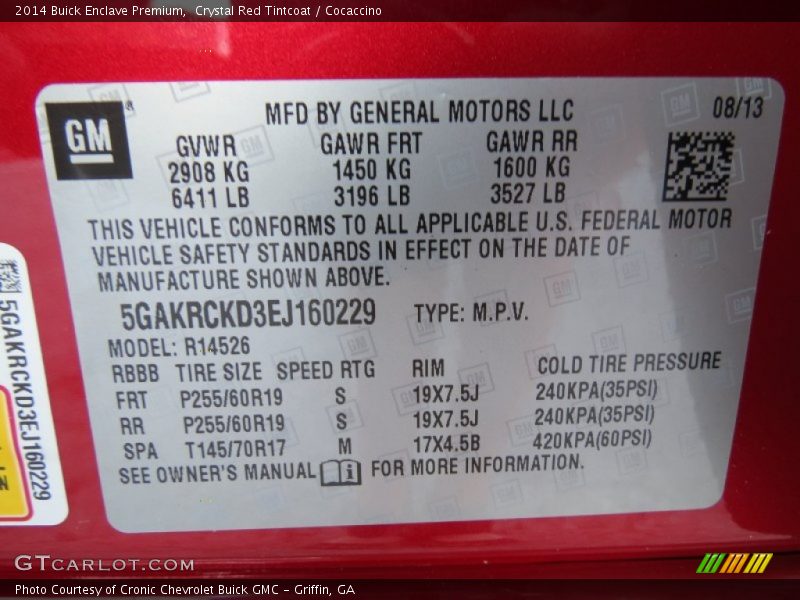 2014 Buick Enclave Premium,  Crystal Red Tintcoat / Cocaccino
GM
MFD BY GENERAL MOTORS LLC
08/13
GVWR GAWR FRT GAWR RR
2908 KG 1450 KG 1600 KG
6411 LB 3196 LB 3527 LB
THIS VEHICLE CONFORMS TO ALL APPLICABLE U.S. FEDERAL MOTOR
VEHICLE SAFETY STANDARDS IN EFFECT ON THE DATE OF
MANUFACTURE SHOWN ABOVE.
5GAKRCKD3EJ160229 TYPE: M.P.V.
MODEL: R14526
RBBB TIRE SIZE SPEED RTG RIM COLD TIRE PRESSURE
FRT P255/60R19 S 19X7.5J 240KPA(35PSI)
RR P255/60R19 S 19X7.5J 240KPA(35PSI)
SPA T145/70R17 M 17X4.5B 420KPA(60PSI)
SEE OWNER'S MANUAL FOR MORE INFORMATION.
5GAKRCKD3EJ160229
GTCARLOT.COM
Photo Courtesy of Cronic Chevrolet Buick GMC - Griffin, GA